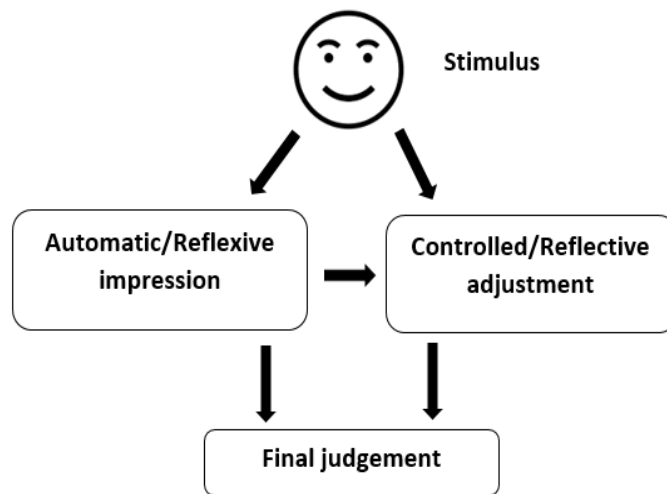 Stimulus
Automatic/Reflexive
impression
Controlled/Reflective
adjustment
Final judgement